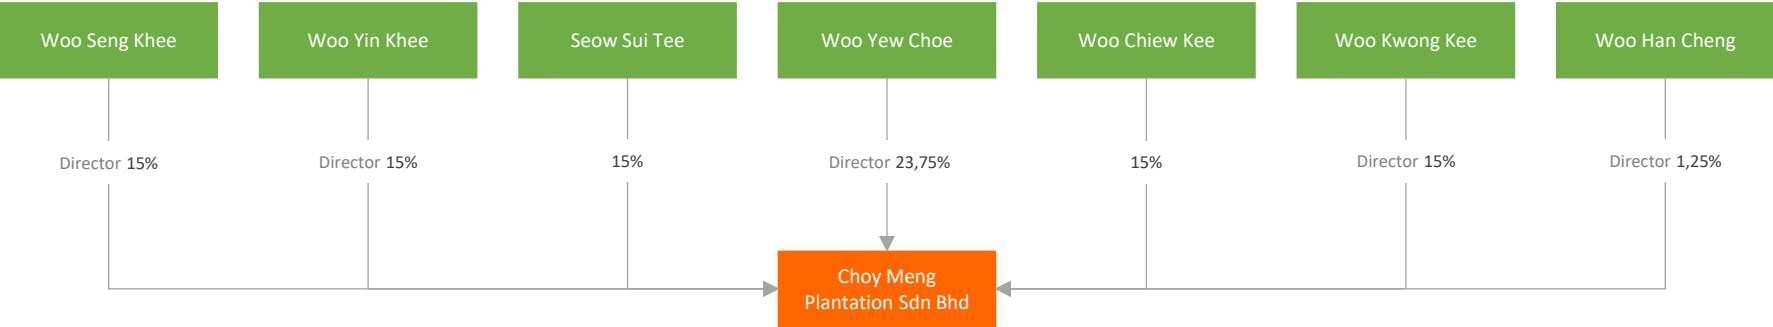 Woo Seng Khee
Woo Yin Khee
Seow Sui Tee
Woo Yew Choe
Woo Chiew Kee
Woo Kwong Kee
Woo Han Cheng
Director 15%
Director 15%
15%
Director 23,75%
15%
Director 15%
Director 1,25%
Choy Meng
Plantation Sdn Bhd